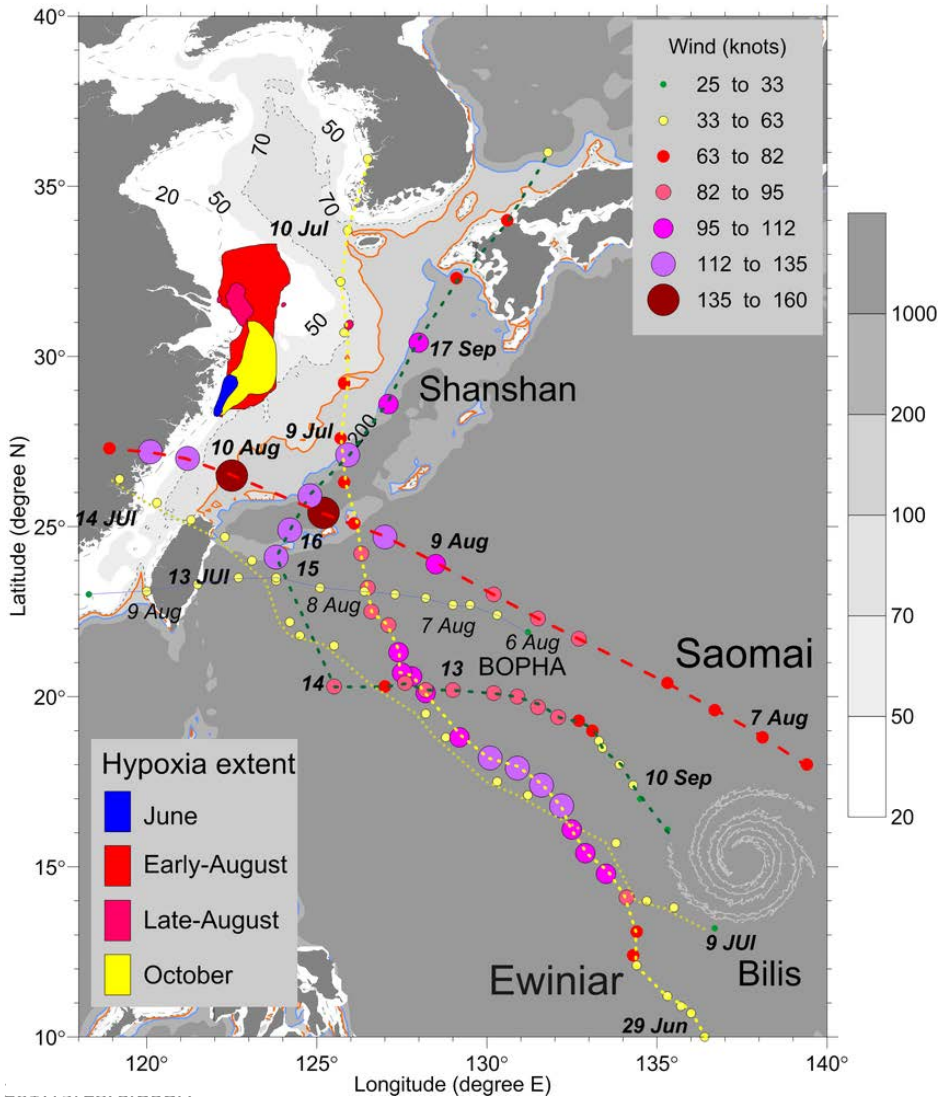 40°
35°
30°
25°
20°
15°
10°
Latitude (degree N)
120°
125°
130°
135°
140°
Longitude (degree E)
Wind (knots)
25 to 33
33 to 63
63 to 82
82 to 95
95 to 112
112 to 135
135 to 160
1000
200
100
70
50
20
50
70
50
20
50
70
10 Jul
50
17 Sep
Shanshan
9 Jul
200
10 Aug
14 JUl
16
9 Aug
13 JUl
15
9 Aug
8 Aug
7 Aug
6 Aug
BOPHA
13
14
Saomai
7 Aug
10 Sep
9 JUl
Bilis
Ewiniar
29 Jun
Hypoxia extent
June
Early-August
Late-August
October